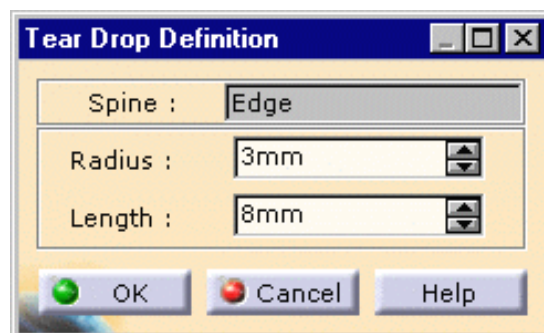 Tear Drop Definition
Spine : Edge
Radius : 3mm
Length : 8mm
OK Cancel Help